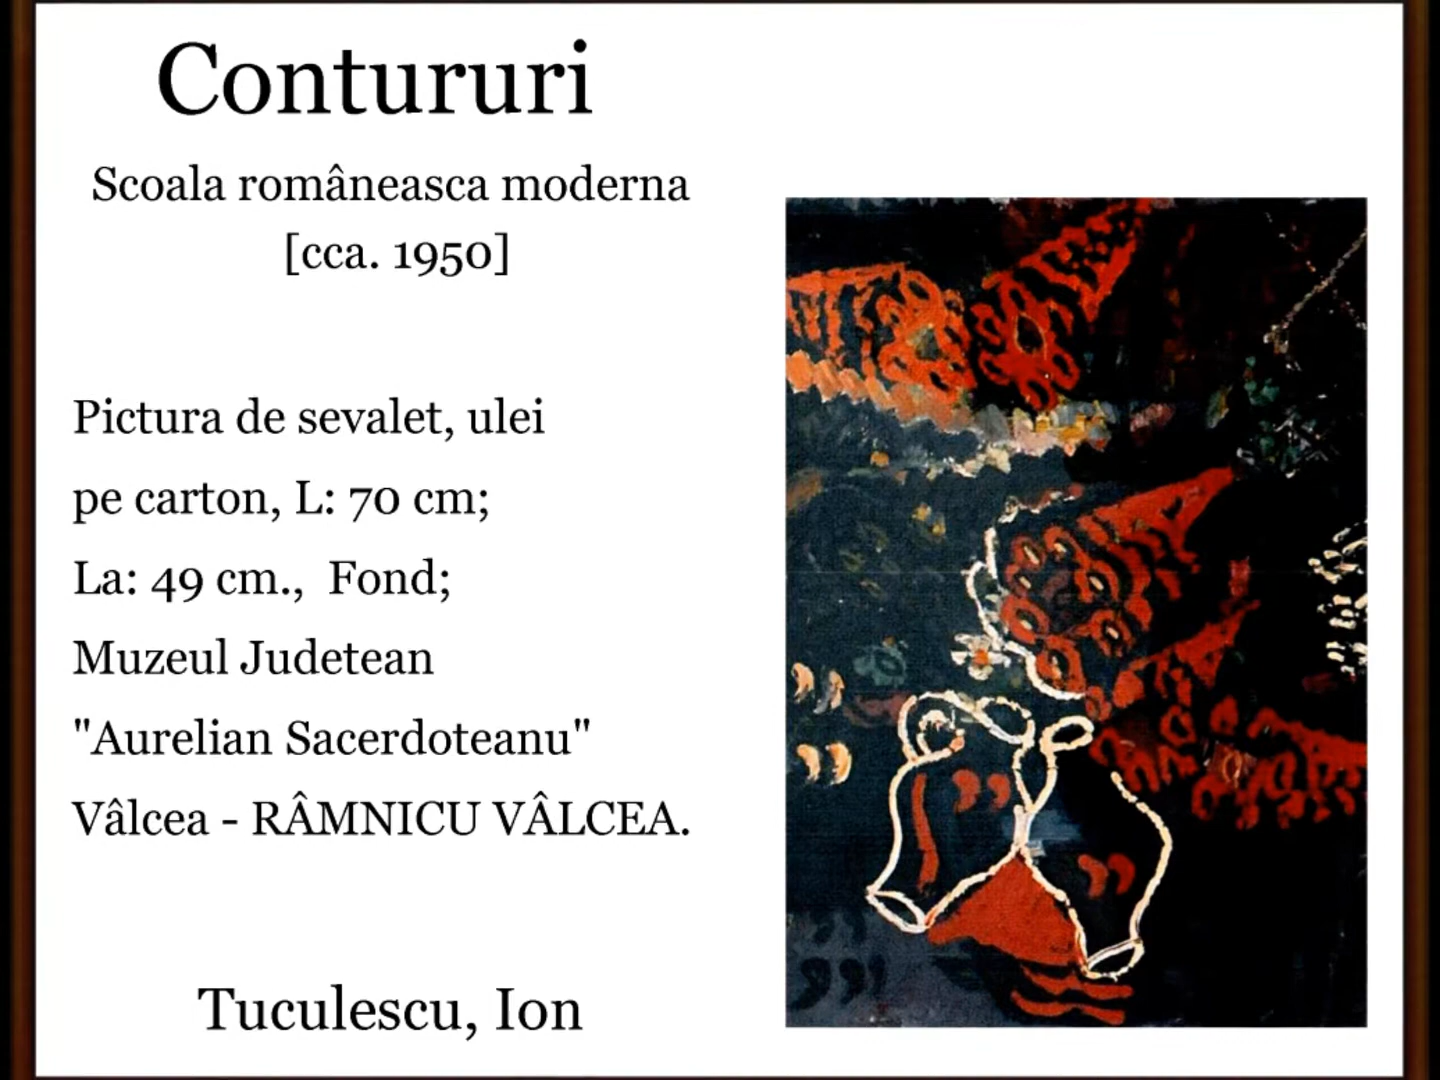 Contururi
Scoala româneasca moderna
[cca. 1950]
Pictura de sevalet, ulei
pe carton, L: 70 cm;
La: 49 cm.,  Fond;
Muzeul Judetean
"Aurelian Sacerdoteanu"
Vâlcea - RÂMNICU VÂLCEA.
Tuculescu, Ion